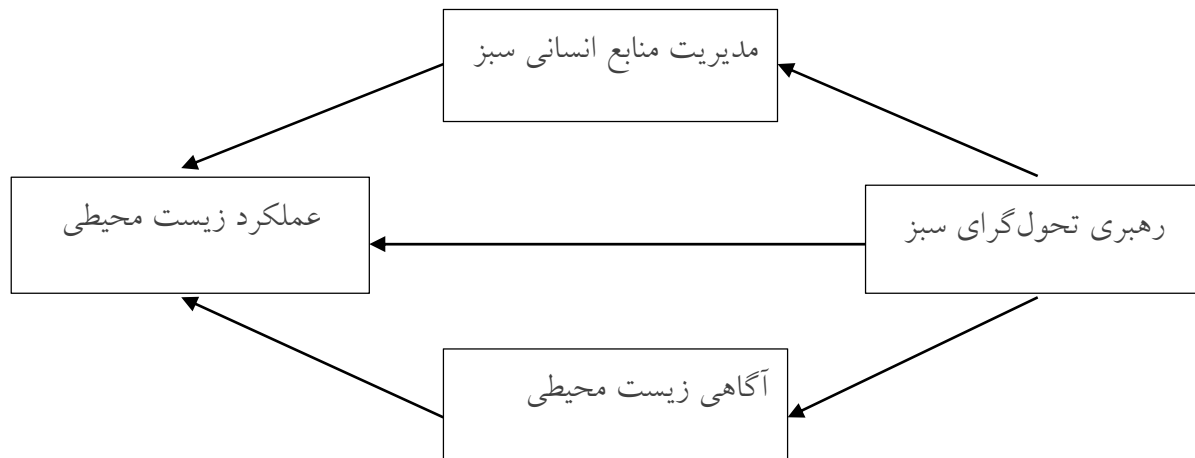 مدیریت منابع انسانی سبز
رهبری تحول‌گرای سبز
عملکرد زیست محیطی
آگاهی زیست محیطی